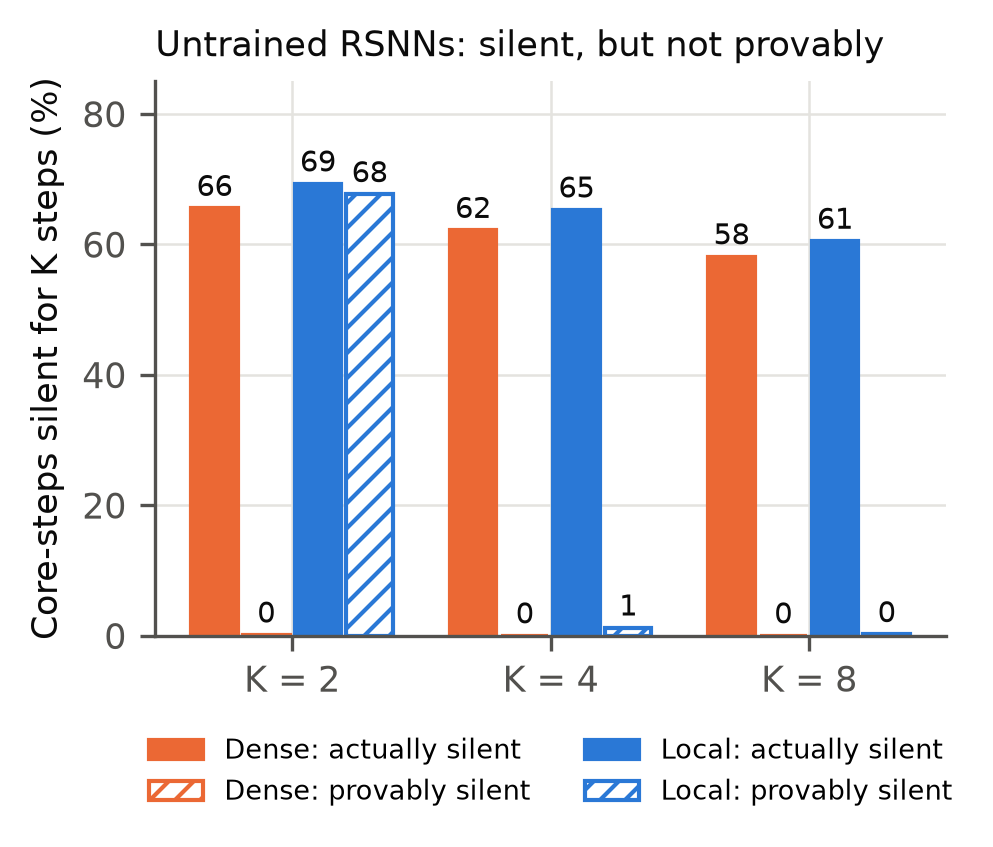 Untrained RSNNs: silent, but not provably
Core-steps silent for K steps (%)
80
60
40
20
0
66
0
69
68
62
0
65
1
58
0
61
0
K = 2
K = 4
K = 8
Dense: actually silent
Dense: provably silent
Local: actually silent
Local: provably silent